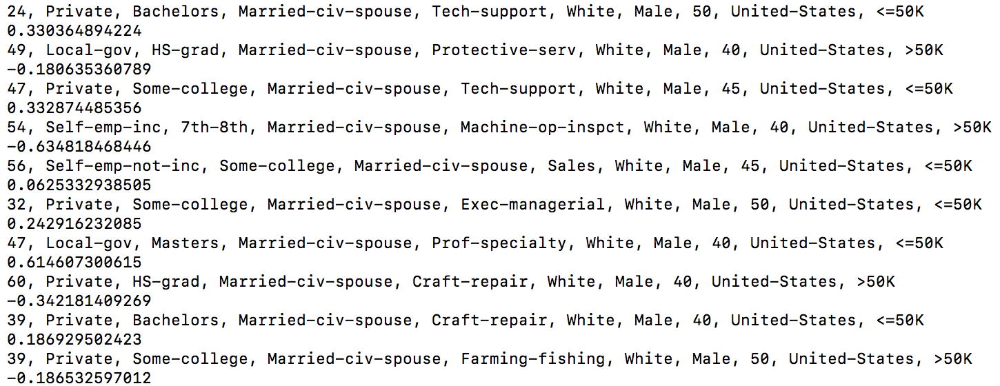 24, Private, Bachelors, Married-civ-spouse, Tech-support, White, Male, 50, United-States, <=50K
0.330364894224
49, Local-gov, HS-grad, Married-civ-spouse, Protective-serv, White, Male, 40, United-States, >50K
-0.180635360789
47, Private, Some-college, Married-civ-spouse, Tech-support, White, Male, 45, United-States, <=50K
0.332874485356
54, Self-emp-inc, 7th-8th, Married-civ-spouse, Machine-op-inspct, White, Male, 40, United-States, >50K
-0.634818468446
56, Self-emp-not-inc, Some-college, Married-civ-spouse, Sales, White, Male, 45, United-States, <=50K
0.0625332938505
32, Private, Some-college, Married-civ-spouse, Exec-managerial, White, Male, 50, United-States, <=50K
0.242916232085
47, Local-gov, Masters, Married-civ-spouse, Prof-specialty, White, Male, 40, United-States, <=50K
0.614607300615
60, Private, HS-grad, Married-civ-spouse, Craft-repair, White, Male, 40, United-States, >50K
-0.342181409269
39, Private, Bachelors, Married-civ-spouse, Craft-repair, White, Male, 40, United-States, <=50K
0.186929502423
39, Private, Some-college, Married-civ-spouse, Farming-fishing, White, Male, 50, United-States, >50K
-0.186532597012